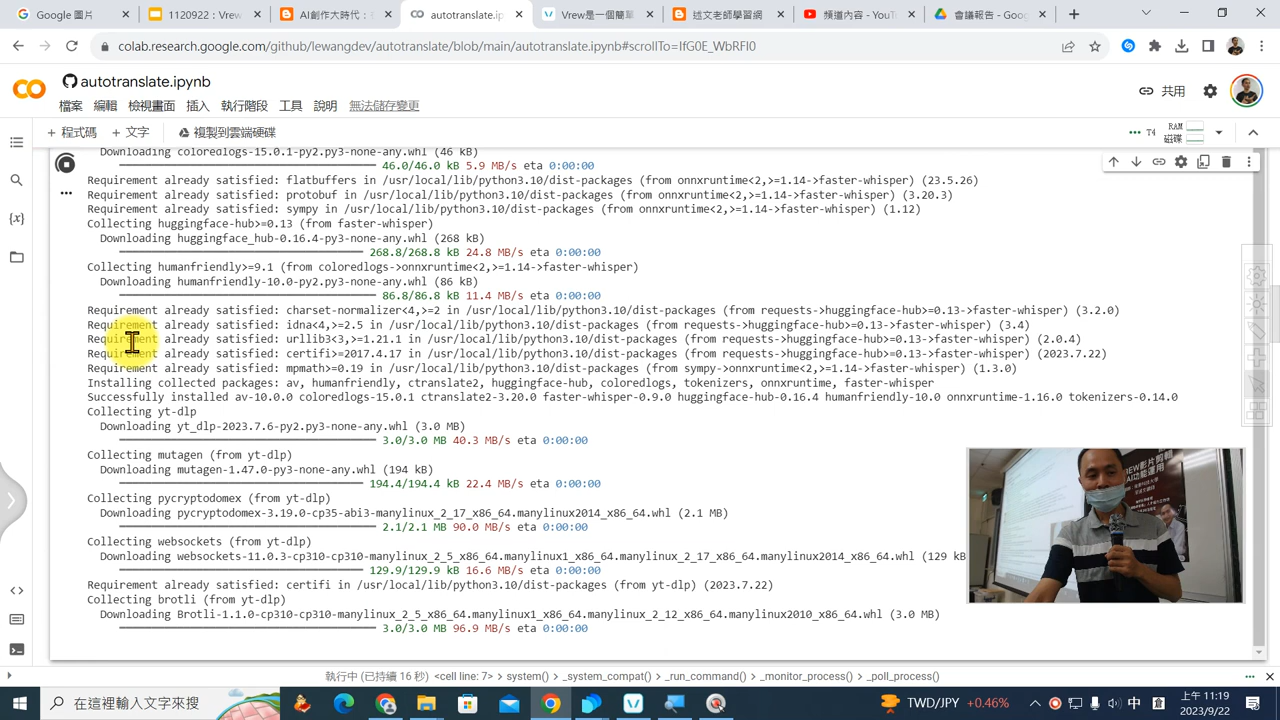 Google 圖片
1120922 : Vrew
AI創作大時代 : E
autotranslate.ip
Vrew是一個簡單
述文老師學習網
頻道內容 - YouT
會議報告 - Goog
colab.research.google.com/github/lewangdev/autotranslate/blob/main/autotranslate.ipynb#scrollTo=IfG0E_WbRFI0
autotranslate.ipynb
檔案 編輯 檢視畫面 插入 執行階段 工具 說明 無法儲存變更
共用
+ 程式碼 + 文字 複製到雲端硬碟
T4 RAM 磁碟
Downloading coloredlogs-15.0.1-py2.py3-none-any.whl (46 kB)
46.0/46.0 kB 5.9 MB/s eta 0:00:00
Requirement already satisfied: flatbuffers in /usr/local/lib/python3.10/dist-packages (from onnxruntime<2,>=1.14->faster-whisper) (23.5.26)
Requirement already satisfied: protobuf in /usr/local/lib/python3.10/dist-packages (from onnxruntime<2,>=1.14->faster-whisper) (3.20.3)
Requirement already satisfied: sympy in /usr/local/lib/python3.10/dist-packages (from onnxruntime<2,>=1.14->faster-whisper) (1.12)
Collecting huggingface-hub>=0.13 (from faster-whisper)
Downloading huggingface_hub-0.16.4-py3-none-any.whl (268 kB)
268.8/268.8 kB 24.8 MB/s eta 0:00:00
Collecting humanfriendly>=9.1 (from coloredlogs->onnxruntime<2,>=1.14->faster-whisper)
Downloading humanfriendly-10.0-py2.py3-none-any.whl (86 kB)
86.8/86.8 kB 11.4 MB/s eta 0:00:00
Requirement already satisfied: charset-normalizer<4,>=2 in /usr/local/lib/python3.10/dist-packages (from requests->huggingface-hub>=0.13->faster-whisper) (3.2.0)
Requirement already satisfied: idna<4,>=2.5 in /usr/local/lib/python3.10/dist-packages (from requests->huggingface-hub>=0.13->faster-whisper) (3.4)
Requirement already satisfied: urllib3<3,>=1.21.1 in /usr/local/lib/python3.10/dist-packages (from requests->huggingface-hub>=0.13->faster-whisper) (2.0.4)
Requirement already satisfied: certifi>=2017.4.17 in /usr/local/lib/python3.10/dist-packages (from requests->huggingface-hub>=0.13->faster-whisper) (2023.7.22)
Requirement already satisfied: mpmath>=0.19 in /usr/local/lib/python3.10/dist-packages (from sympy->onnxruntime<2,>=1.14->faster-whisper) (1.3.0)
Installing collected packages: av, humanfriendly, ctranslate2, huggingface-hub, coloredlogs, tokenizers, onnxruntime, faster-whisper
Successfully installed av-10.0.0 coloredlogs-15.0.1 ctranslate2-3.20.0 faster-whisper-0.9.0 huggingface-hub-0.16.4 humanfriendly-10.0 onnxruntime-1.16.0 tokenizers-0.14.0
Collecting yt-dlp
Downloading yt_dlp-2023.7.6-py2.py3-none-any.whl (3.0 MB)
3.0/3.0 MB 40.3 MB/s eta 0:00:00
Collecting mutagen (from yt-dlp)
Downloading mutagen-1.47.0-py3-none-any.whl (194 kB)
194.4/194.4 kB 22.4 MB/s eta 0:00:00
Collecting pycryptodomex (from yt-dlp)
Downloading pycryptodomex-3.19.0-cp35-abi3-manylinux_2_17_x86_64.manylinux2014_x86_64.whl (2.1 MB)
2.1/2.1 MB 90.0 MB/s eta 0:00:00
Collecting websockets (from yt-dlp)
Downloading websockets-11.0.3-cp310-cp310-manylinux_2_5_x86_64.manylinux1_x86_64.manylinux_2_17_x86_64.manylinux2014_x86_64.whl (129 kB
129.9/129.9 kB 16.6 MB/s eta 0:00:00
Requirement already satisfied: certifi in /usr/local/lib/python3.10/dist-packages (from yt-dlp) (2023.7.22)
Collecting brotli (from yt-dlp)
Downloading Brotli-1.1.0-cp310-cp310-manylinux_2_5_x86_64.manylinux1_x86_64.manylinux_2_12_x86_64.manylinux2010_x86_64.whl (3.0 MB)
3.0/3.0 MB 96.9 MB/s eta 0:00:00
執行中 (已持續 16 秒) <cell line: 7> › system() › _system_compat() › _run_command() › _monitor_process() › _poll_process()
在這裡輸入文字來搜
TWD/JPY +0.46%
中
上午 11:19
2023/9/22